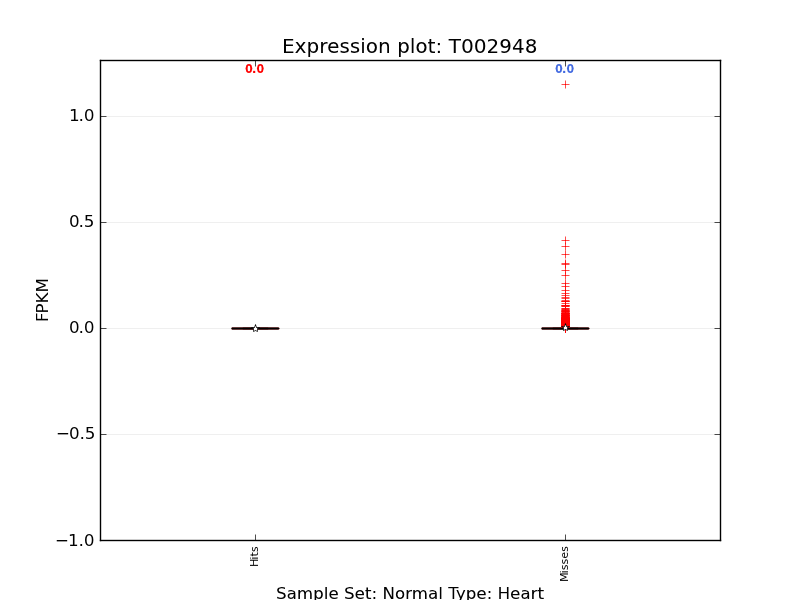 Expression plot: T002948
0.0 0.0
1.0
0.5
0.0
−0.5
−1.0
FPKM
Hits
Misses
Sample Set: Normal Type: Heart